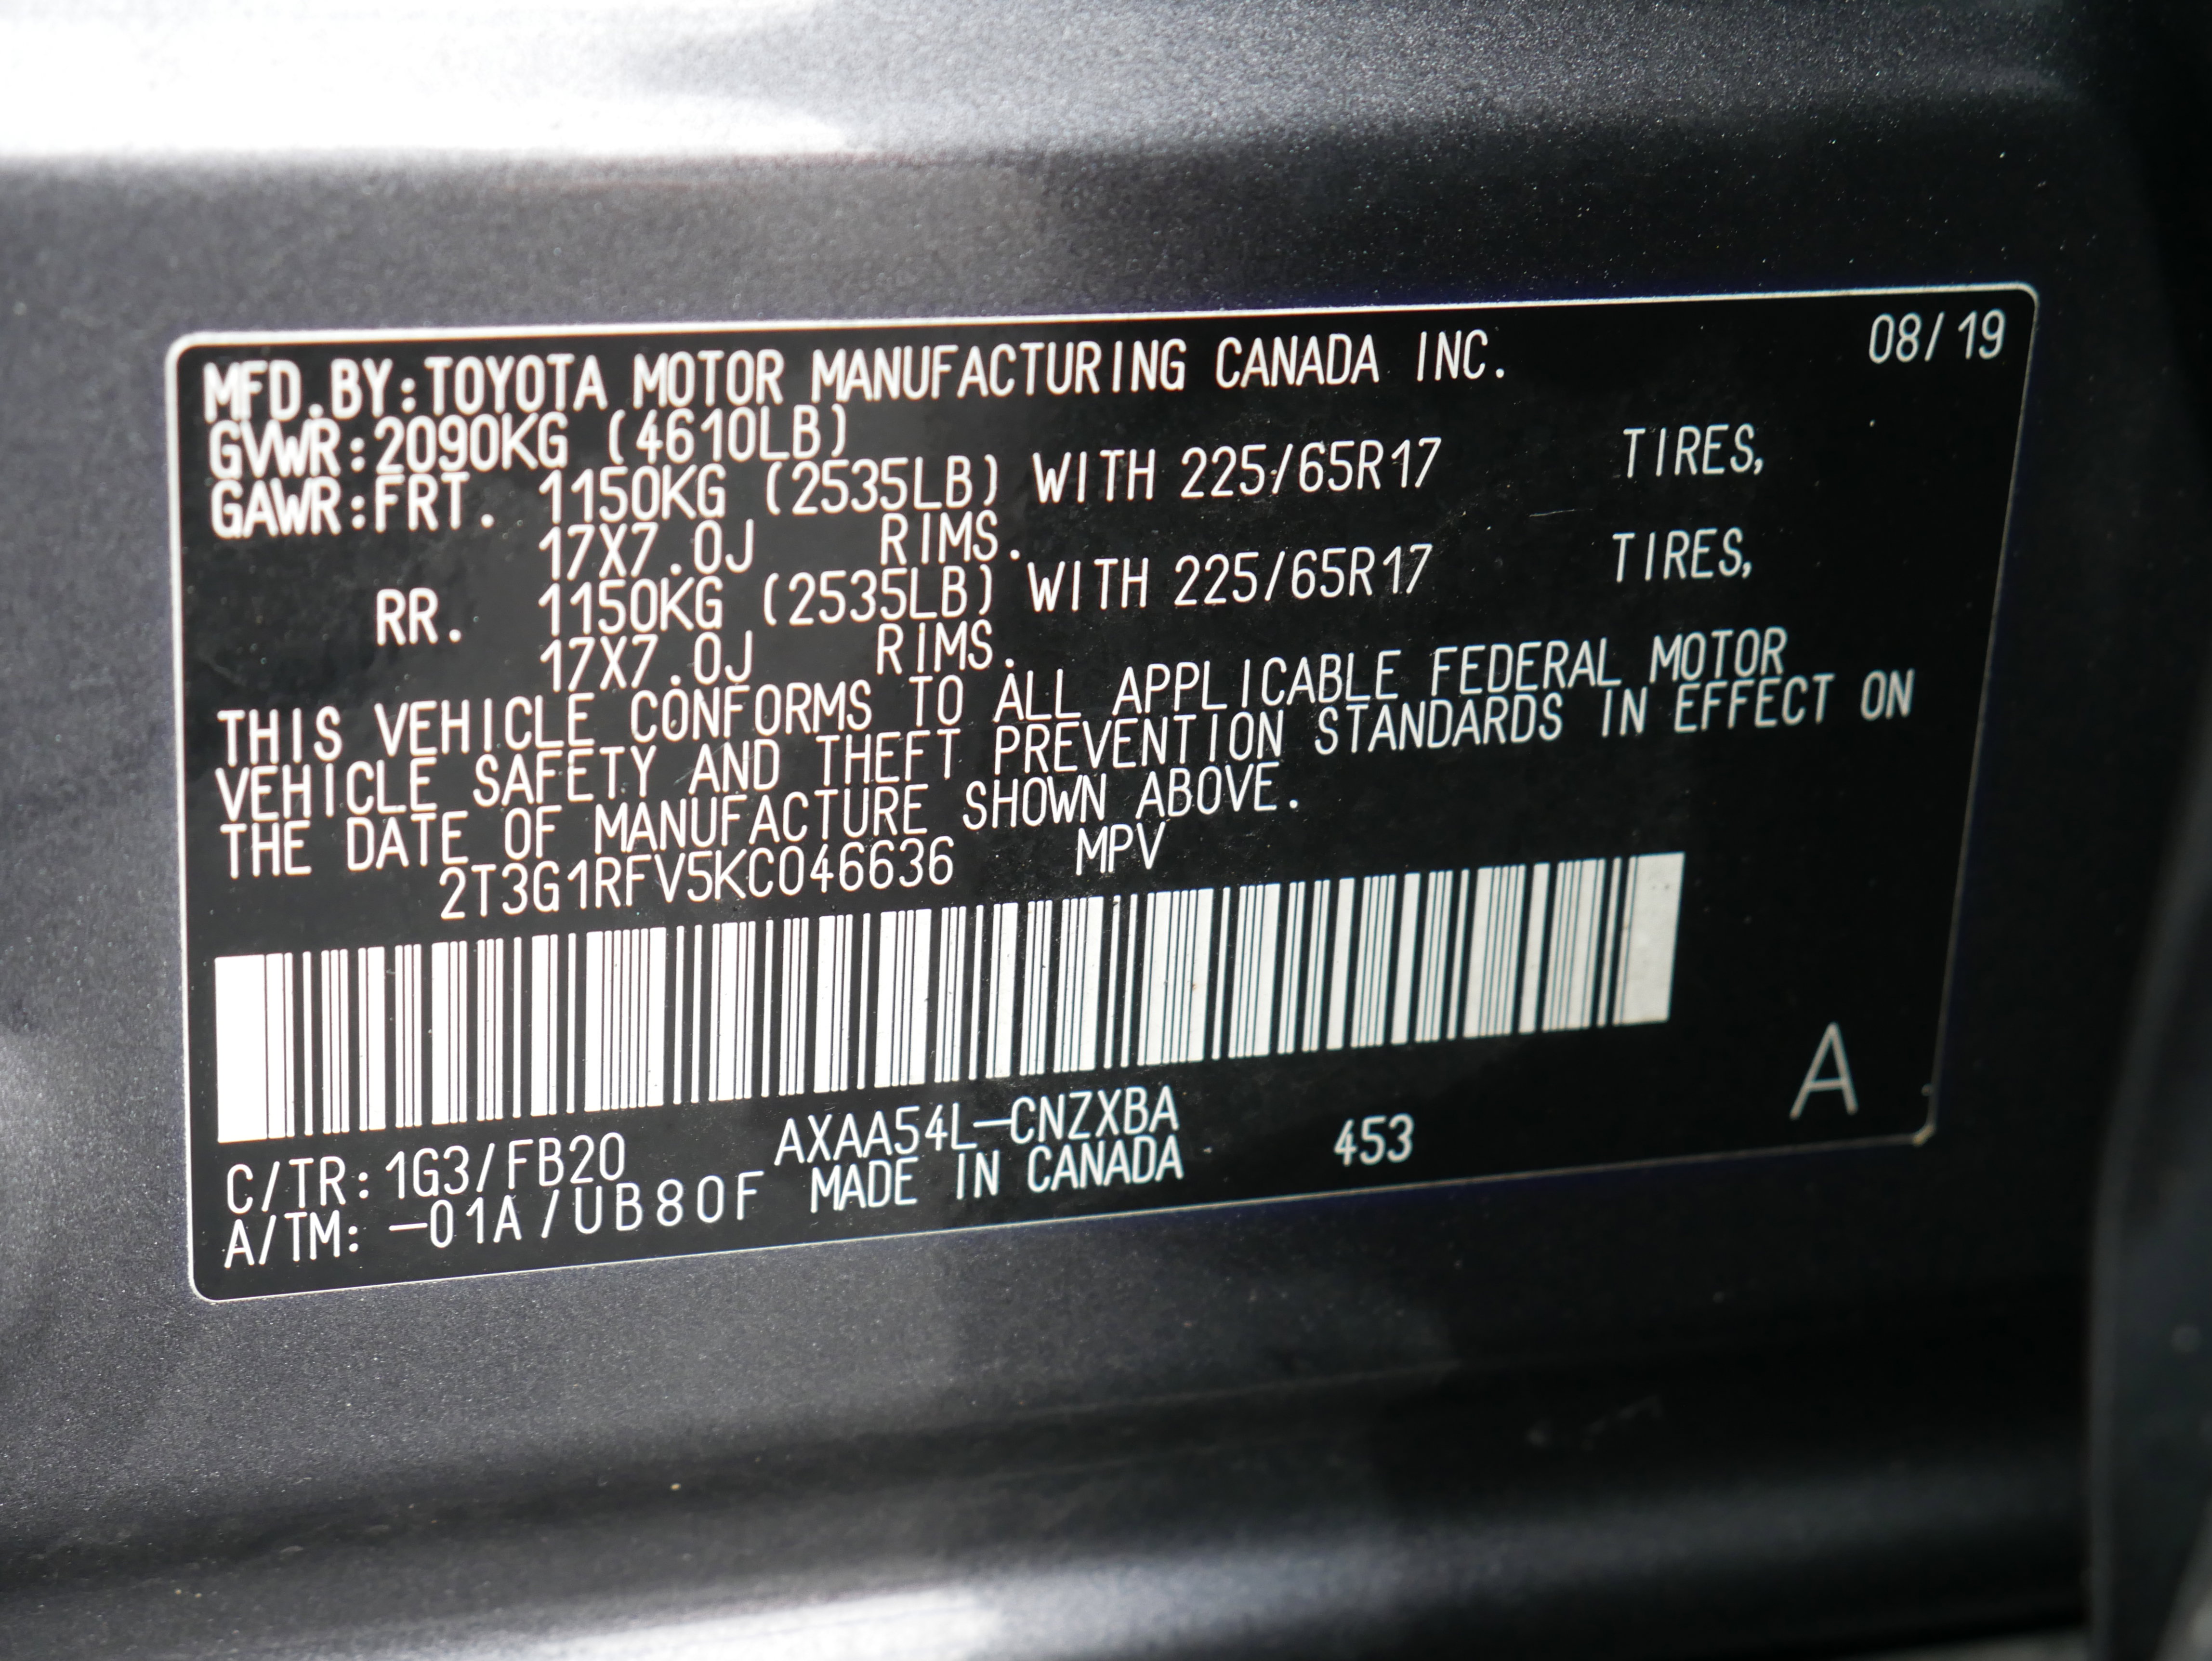 08/19
MFD.BY:TOYOTA MOTOR MANUFACTURING CANADA INC.
GVWR:2090KG (4610LB)
GAWR:FRT. 1150KG (2535LB) WITH 225/65R17 TIRES,
17X7.0J RIMS.
RR. 1150KG (2535LB) WITH 225/65R17 TIRES,
17X7.0J RIMS.
THIS VEHICLE CONFORMS TO ALL APPLICABLE FEDERAL MOTOR
VEHICLE SAFETY AND THEFT PREVENTION STANDARDS IN EFFECT ON
THE DATE OF MANUFACTURE SHOWN ABOVE.
2T3G1RFV5KC046636 MPV
C/TR: 1G3/FB20 AXAA54L-CNZXBA 453 A
A/TM: -01A/UB80F MADE IN CANADA